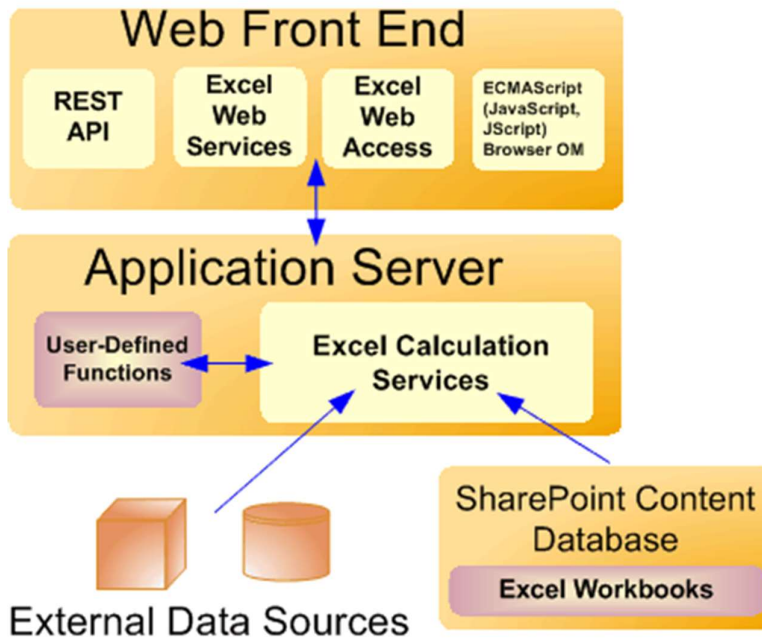 Web Front End
REST
API
Excel
Web
Services
Excel
Web
Access
ECMAScript
(JavaScript,
JScript)
Browser OM
Application Server
User-Defined
Functions
Excel Calculation
Services
External Data Sources
SharePoint Content
Database
Excel Workbooks